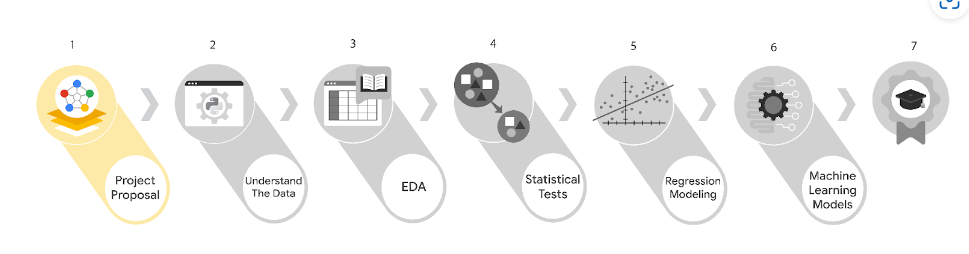 1
2
3
4
5
6
7
Project
Proposal
Understand
The Data
EDA
Statistical
Tests
Regression
Modeling
Machine
Learning
Models